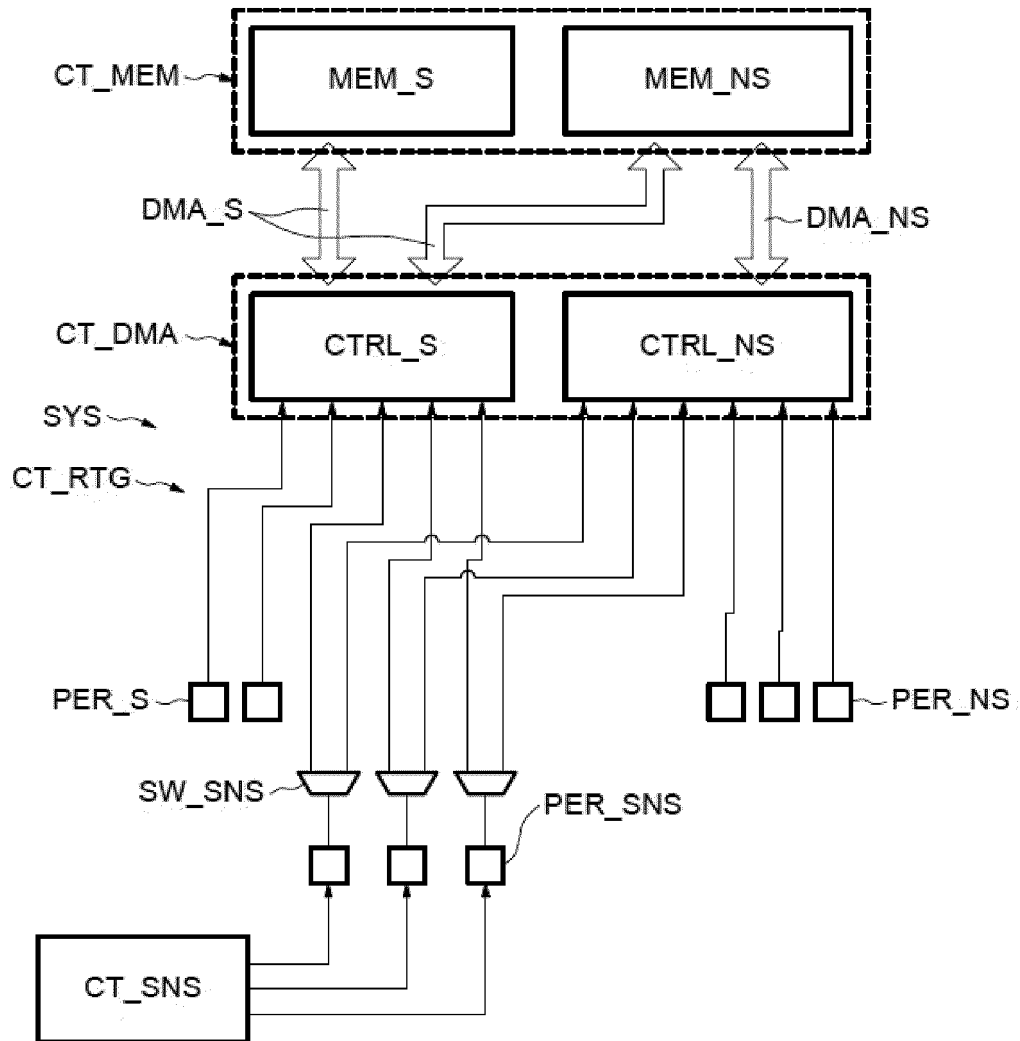 CT_MEM
MEM_S
MEM_NS
DMA_S
DMA_NS
CT_DMA
CTRL_S
CTRL_NS
SYS
CT_RTG
PER_S
PER_NS
SW_SNS
PER_SNS
CT_SNS